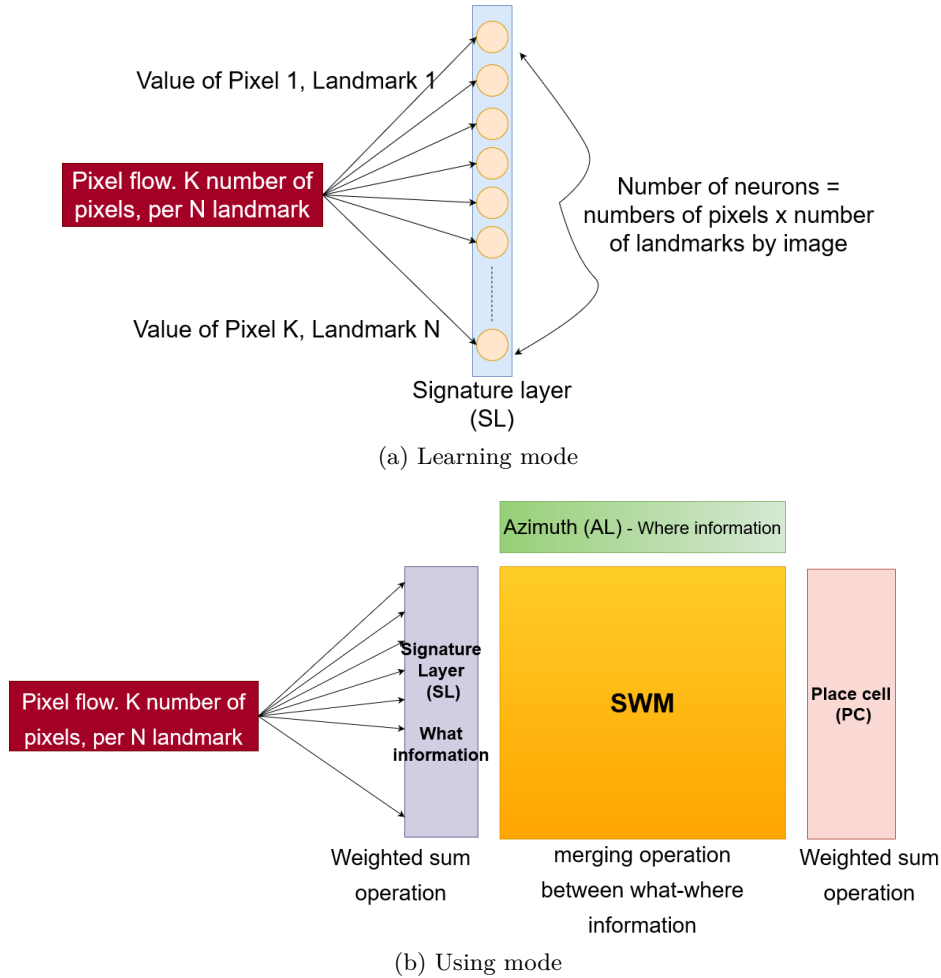 Value of Pixel 1, Landmark 1
Pixel flow. K number of
pixels, per N landmark
Number of neurons =
numbers of pixels x number
of landmarks by image
Value of Pixel K, Landmark N
Signature layer
(SL)
(a) Learning mode
Azimuth (AL) - Where information
Pixel flow. K number of
pixels, per N landmark
Signature
Layer
(SL)
What
information
SWM
Place cell
(PC)
Weighted sum
operation
merging operation
between what-where
information
Weighted sum
operation
(b) Using mode